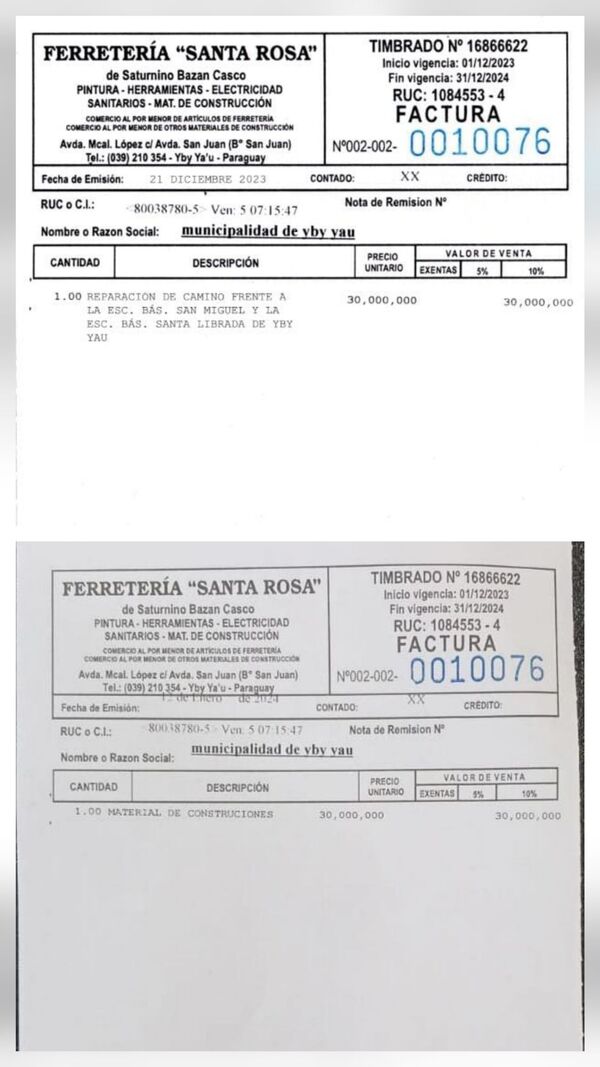 FERRETERÍA “SANTA ROSA”
de Saturnino Bazan Casco
PINTURA - HERRAMIENTAS - ELECTRICIDAD
SANITARIOS - MAT. DE CONSTRUCCIÓN
COMERCIO AL POR MENOR DE ARTÍCULOS DE FERRETERÍA
COMERCIO AL POR MENOR DE OTROS MATERIALES DE CONSTRUCCIÓN
Avda. Mcal. López c/ Avda. San Juan (B° San Juan)
Tel.: (039) 210 354 - Yby Ya'u - Paraguay
TIMBRADO Nº 16866622
Inicio vigencia: 01/12/2023
Fin vigencia: 31/12/2024
RUC: 1084553 - 4
FACTURA
Nº002-002- 0010076
Fecha de Emisión: 21 DICIEMBRE 2023 CONTADO: XX CRÉDITO:
RUC o C.I.: <80038780-5> Ven: 5 07:15:47 Nota de Remision Nº
Nombre o Razon Social: municipalidad de yby yau
CANTIDAD DESCRIPCIÓN PRECIO UNITARIO VALOR DE VENTA
EXENTAS 5% 10%
1.00 REPARACIÓN DE CAMINO FRENTE A 30,000,000 30,000,000
LA ESC. BÁS. SAN MIGUEL Y LA
ESC. BÁS. SANTA LIBRADA DE YBY
YAU
FERRETERÍA “SANTA ROSA”
de Saturnino Bazan Casco
PINTURA - HERRAMIENTAS - ELECTRICIDAD
SANITARIOS - MAT. DE CONSTRUCCIÓN
COMERCIO AL POR MENOR DE ARTÍCULOS DE FERRETERÍA
COMERCIO AL POR MENOR DE OTROS MATERIALES DE CONSTRUCCIÓN
Avda. Mcal. López c/ Avda. San Juan (B° San Juan)
Tel.: (039) 210 354 - Yby Ya'u - Paraguay
TIMBRADO Nº 16866622
Inicio vigencia: 01/12/2023
Fin vigencia: 31/12/2024
RUC: 1084553 - 4
FACTURA
Nº002-002- 0010076
12 de Enero de 2024
Fecha de Emisión: CONTADO: XX CRÉDITO:
RUC o C.I.: <80038780-5> Ven: 5 07:15:47 Nota de Remision Nº
Nombre o Razon Social: municipalidad de yby yau
CANTIDAD DESCRIPCIÓN PRECIO UNITARIO VALOR DE VENTA
EXENTAS 5% 10%
1.00 MATERIAL DE CONSTRUCIONES 30,000,000 30,000,000